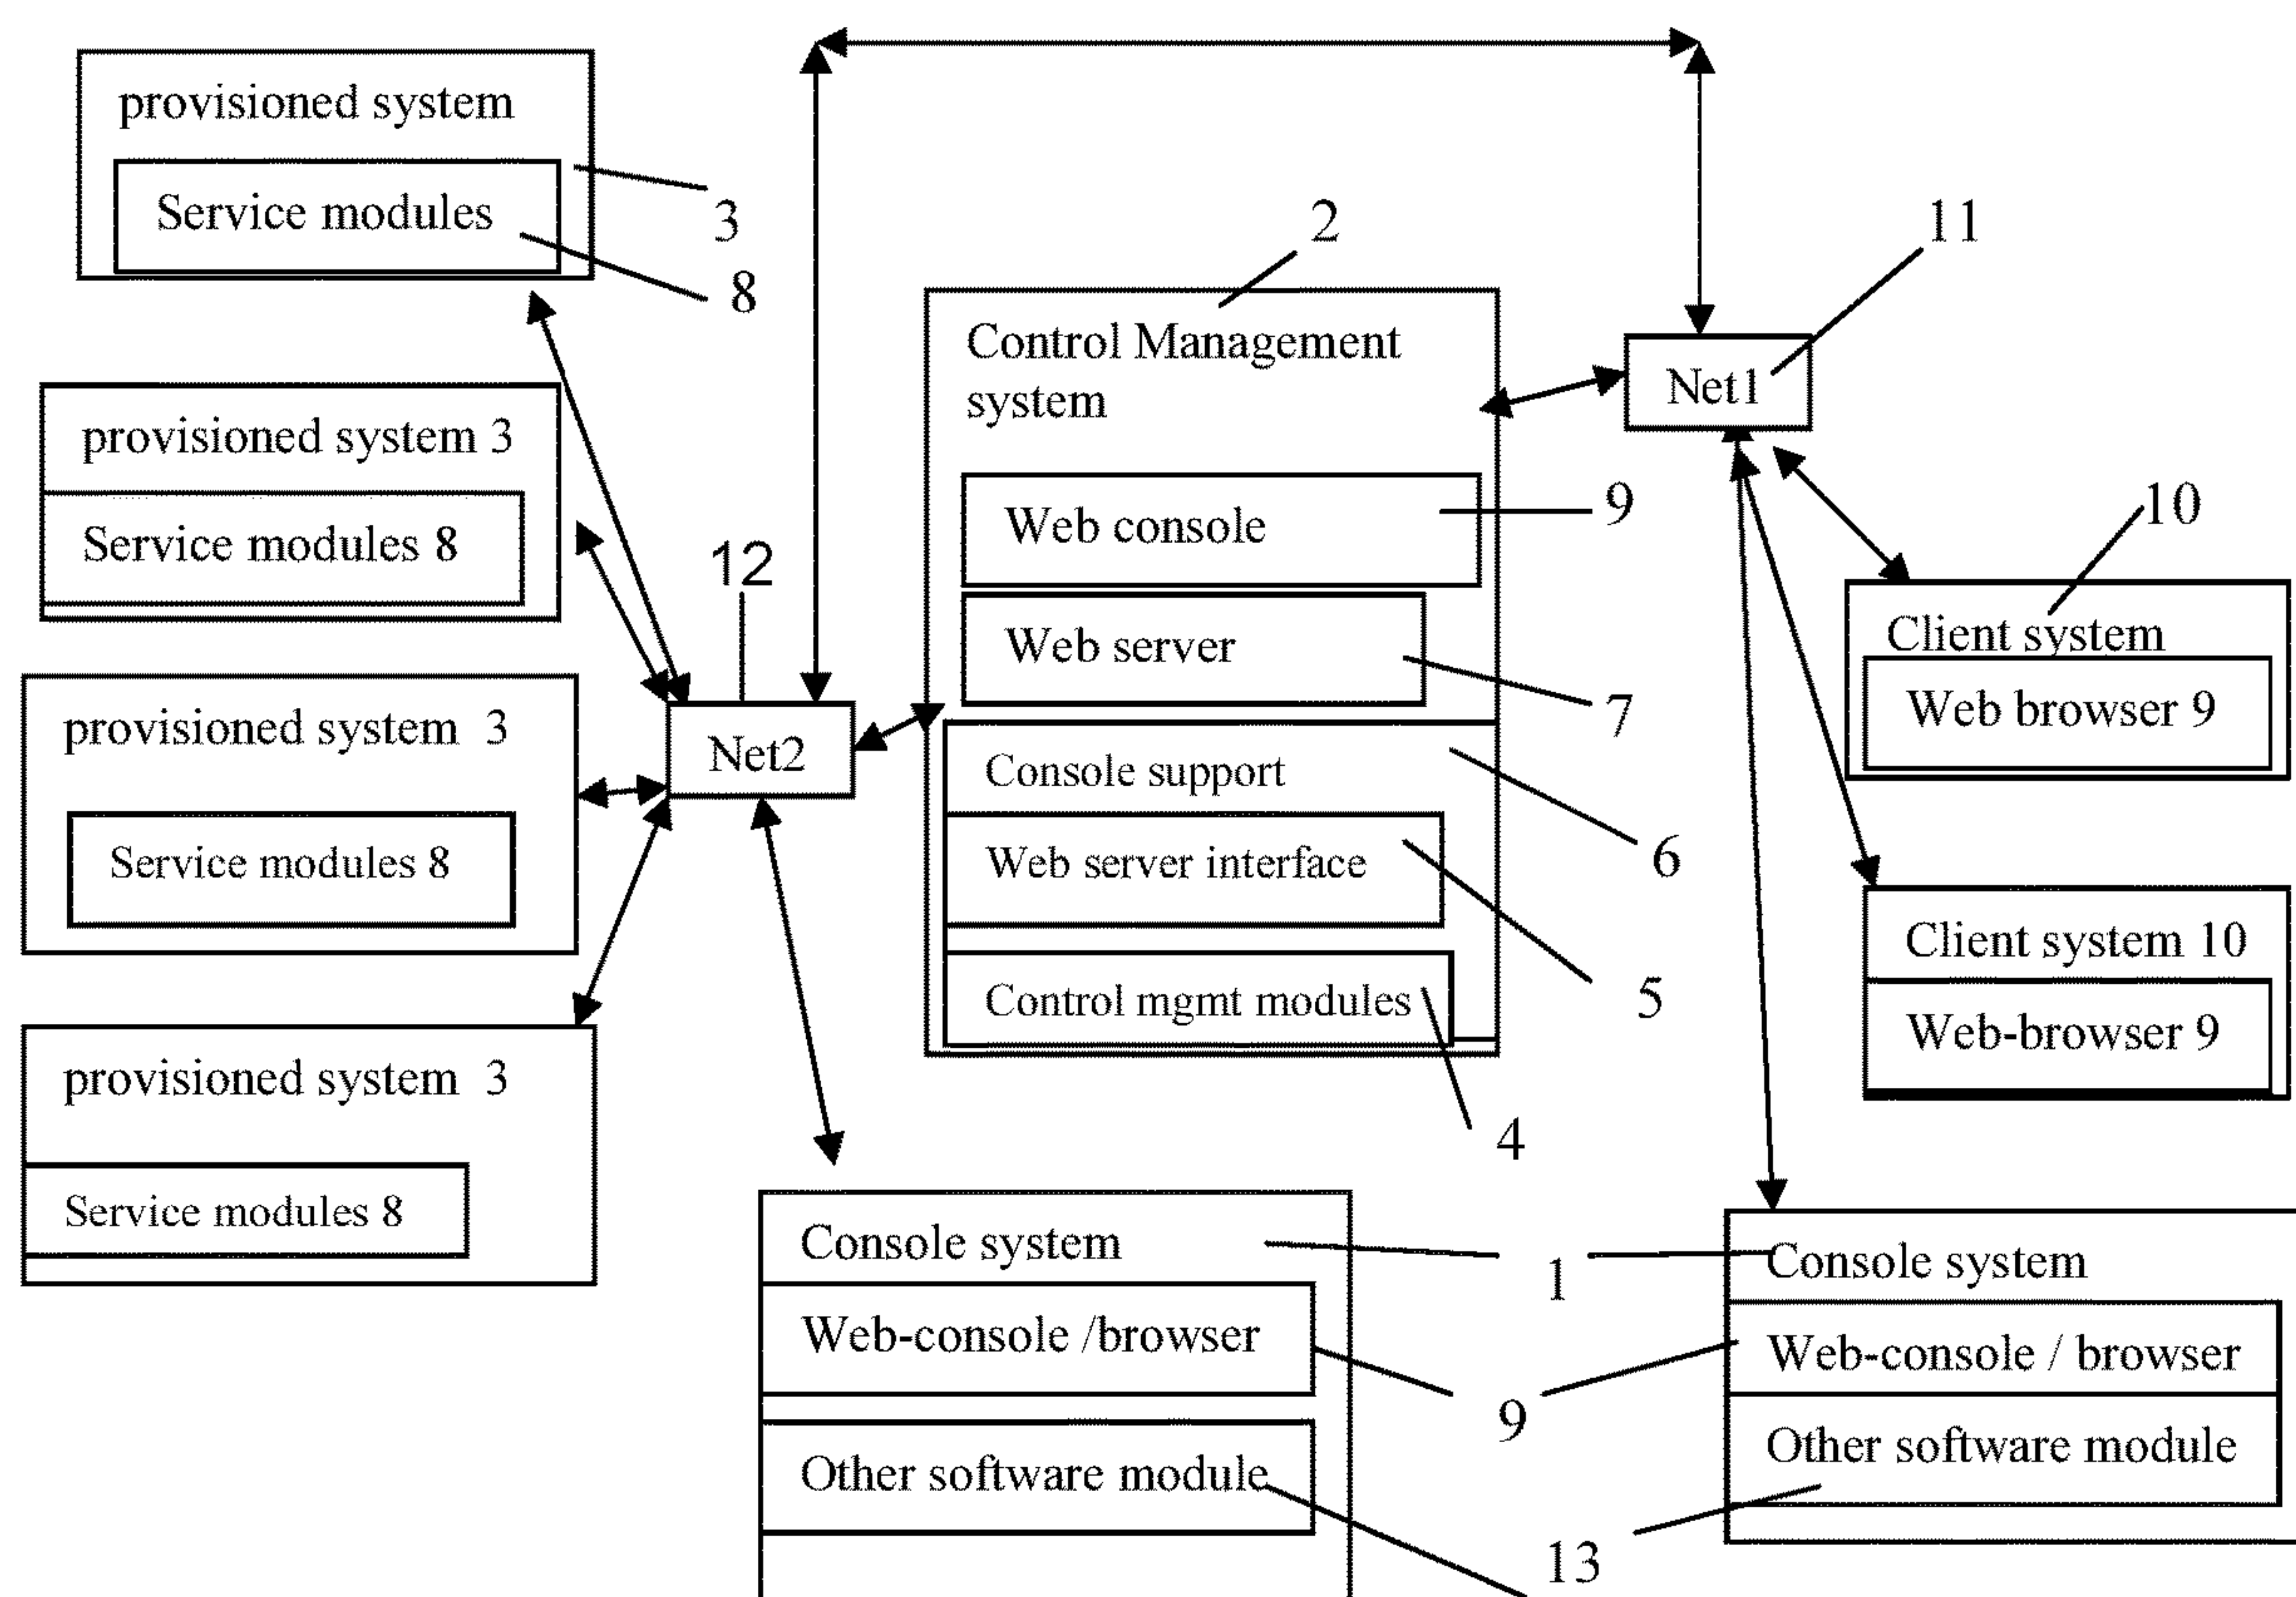 provisioned system
Service modules
3
8
provisioned system 3
Service modules 8
provisioned system 3
Service modules 8
provisioned system 3
Service modules 8
12
Net2
2
Control Management
system
Web console
9
Web server
7
Console support
6
Web server interface
5
Control mgmt modules
4
11
Net1
10
Client system
Web browser 9
Client system 10
Web-browser 9
Console system
1
Web-console /browser
9
Other software module
13
Console system
Web-console / browser
Other software module